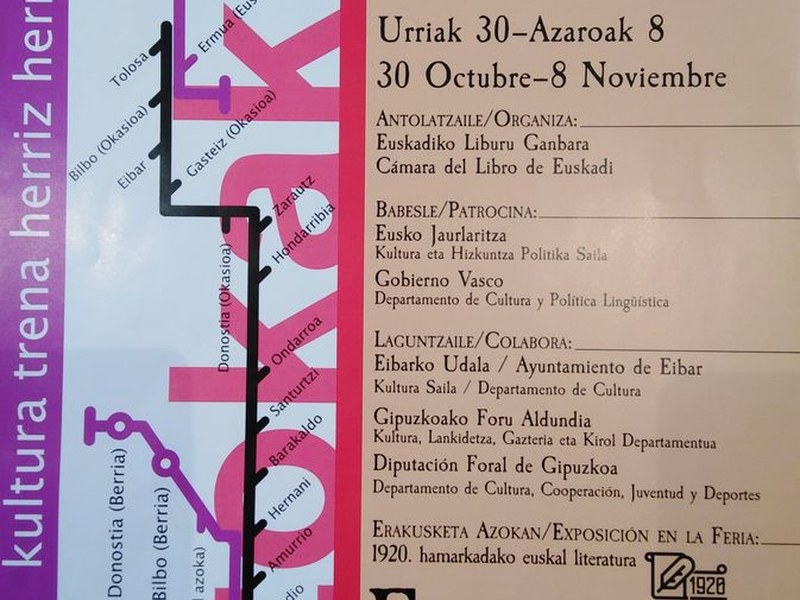 kultura trena herriz herri
Tolosa
Ermua
Bilbo (Okasioa)
Eibar
Gasteiz (Okasioa)
Zarautz
Hondarribia
Donostia (Okasioa)
Ondarroa
Santurtzi
Barakaldo
Hernani
Amurrio
Donostia (Berria)
Bilbo (Berria)
azoka)
okak
Urriak 30–Azaroak 8
30 Octubre–8 Noviembre
ANTOLATZAILE/ORGANIZA:
Euskadiko Liburu Ganbara
Cámara del Libro de Euskadi
BABESLE/PATROCINA:
Eusko Jaurlaritza
Kultura eta Hizkuntza Politika Saila
Gobierno Vasco
Departamento de Cultura y Política Lingüística
LAGUNTZAILE/COLABORA:
Eibarko Udala / Ayuntamiento de Eibar
Kultura Saila / Departamento de Cultura
Gipuzkoako Foru Aldundia
Kultura, Lankidetza, Gazteria eta Kirol Departamentua
Diputación Foral de Gipuzkoa
Departamento de Cultura, Cooperación, Juventud y Deportes
ERAKUSKETA AZOKAN/EXPOSICIÓN EN LA FERIA:
1920. hamarkadako euskal literatura
1920